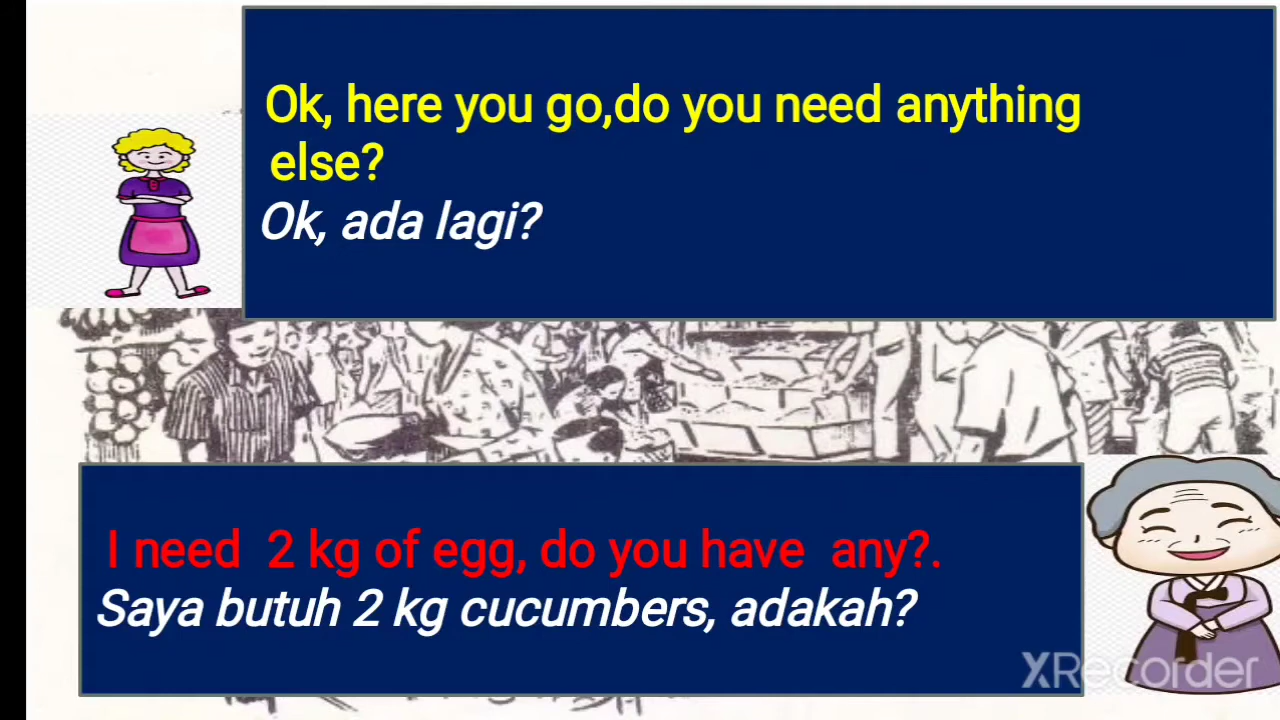 Ok, here you go,do you need anything
else?
Ok, ada lagi?
I need 2 kg of egg, do you have any?.
Saya butuh 2 kg cucumbers, adakah?
XRecorder